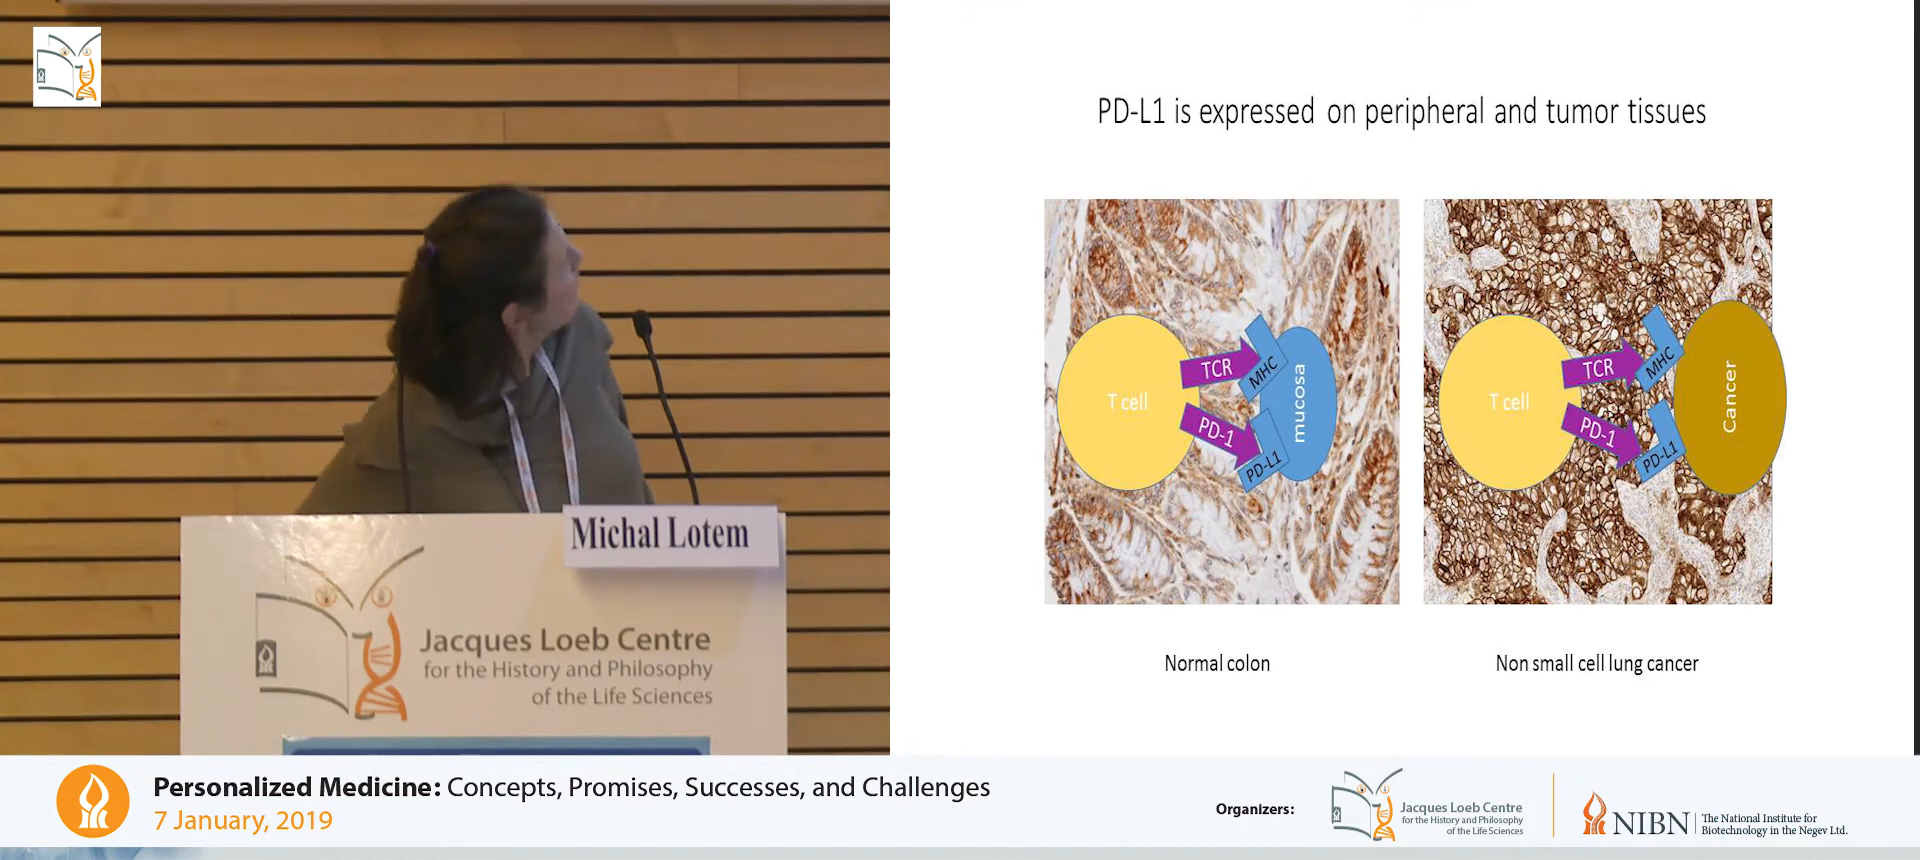 PD-L1 is expressed on peripheral and tumor tissues
T cell
TCR
MHC
PD-1
PD-L1
mucosa
T cell
TCR
MHC
PD-1
PD-L1
Cancer
Normal colon
Non small cell lung cancer
Michal Lotem
Jacques Loeb Centre
for the History and Philosophy
of the Life Sciences
Personalized Medicine: Concepts, Promises, Successes, and Challenges
7 January, 2019
Organizers:
Jacques Loeb Centre
for the History and Philosophy
of the Life Sciences
NIBN
The National Institute for
Biotechnology in the Negev Ltd.